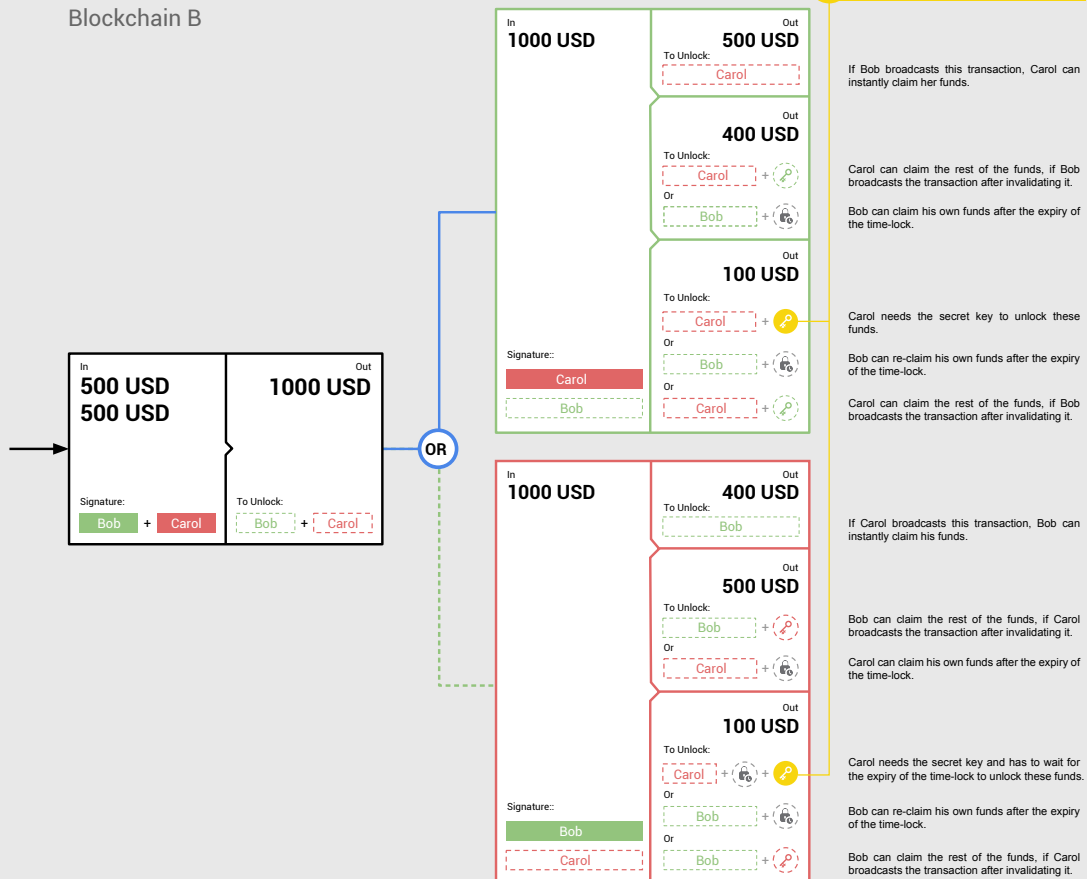 Blockchain B
In
500 USD
500 USD
Signature:
Bob + Carol
Out
1000 USD
To Unlock:
Bob + Carol
OR
In
1000 USD
Signature::
Carol
Bob
Out
500 USD
To Unlock:
Carol
If Bob broadcasts this transaction, Carol can
instantly claim her funds.
Out
400 USD
To Unlock:
Carol +
Or
Bob +
Carol can claim the rest of the funds, if Bob
broadcasts the transaction after invalidating it.
Bob can claim his own funds after the expiry of
the time-lock.
Out
100 USD
To Unlock:
Carol +
Or
Bob +
Or
Carol +
Carol needs the secret key to unlock these
funds.
Bob can re-claim his own funds after the expiry
of the time-lock.
Carol can claim the rest of the funds, if Bob
broadcasts the transaction after invalidating it.
In
1000 USD
Signature::
Bob
Carol
Out
400 USD
To Unlock:
Bob
If Carol broadcasts this transaction, Bob can
instantly claim his funds.
Out
500 USD
To Unlock:
Bob +
Or
Carol +
Bob can claim the rest of the funds, if Carol
broadcasts the transaction after invalidating it.
Carol can claim his own funds after the expiry of
the time-lock.
Out
100 USD
To Unlock:
Carol + +
Or
Bob +
Or
Bob +
Carol needs the secret key and has to wait for
the expiry of the time-lock to unlock these funds.
Bob can re-claim his own funds after the expiry
of the time-lock.
Bob can claim the rest of the funds, if Carol
broadcasts the transaction after invalidating it.